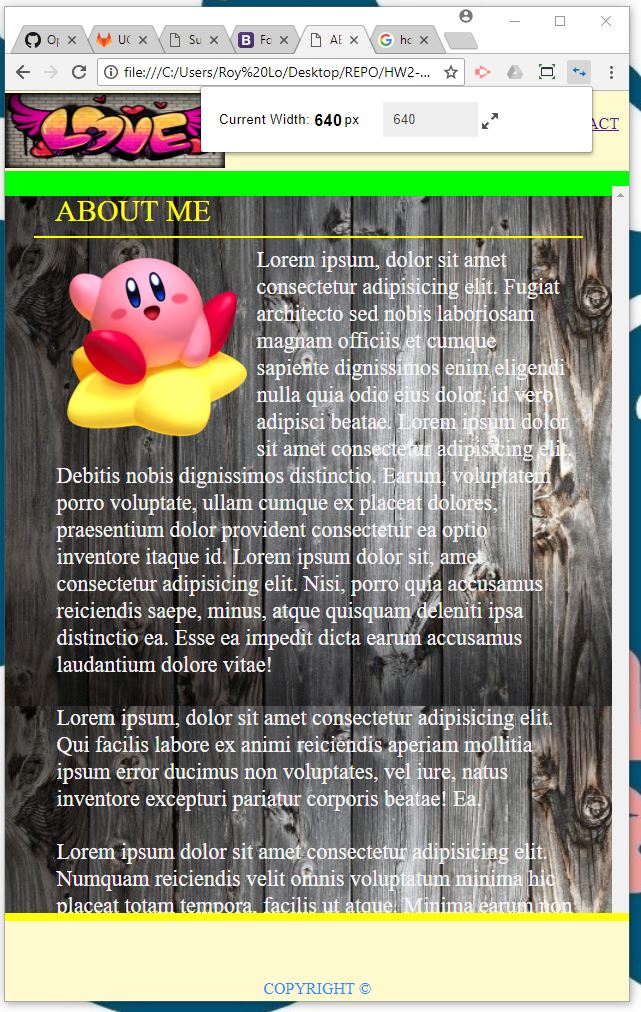 Op
UC
Su
Fo
AB
ho
file:///C:/Users/Roy%20Lo/Desktop/REPO/HW2-...
Current Width: 640 px
640
LOVE
ACT
ABOUT ME
Lorem ipsum, dolor sit amet
consectetur adipisicing elit. Fugiat
architecto sed nobis laboriosam
magnam officiis et cumque
sapiente dignissimos enim eligendi
nulla quia odio eius dolor, id vero
adipisci beatae. Lorem ipsum dolor
sit amet consectetur adipisicing elit.
Debitis nobis dignissimos distinctio. Earum, voluptatem
porro voluptate, ullam cumque ex placeat dolores,
praesentium dolor provident consectetur ea optio
inventore itaque id. Lorem ipsum dolor sit, amet
consectetur adipisicing elit. Nisi, porro quia accusamus
reiciendis saepe, minus, atque quisquam deleniti ipsa
distinctio ea. Esse ea impedit dicta earum accusamus
laudantium dolore vitae!
Lorem ipsum, dolor sit amet consectetur adipisicing elit.
Qui facilis labore ex animi reiciendis aperiam mollitia
ipsum error ducimus non voluptates, vel iure, natus
inventore excepturi pariatur corporis beatae! Ea.
Lorem ipsum dolor sit amet consectetur adipisicing elit.
Numquam reiciendis velit omnis voluptatum minima hic
placeat totam tempora, facilis ut atque. Minima earum non
COPYRIGHT ©